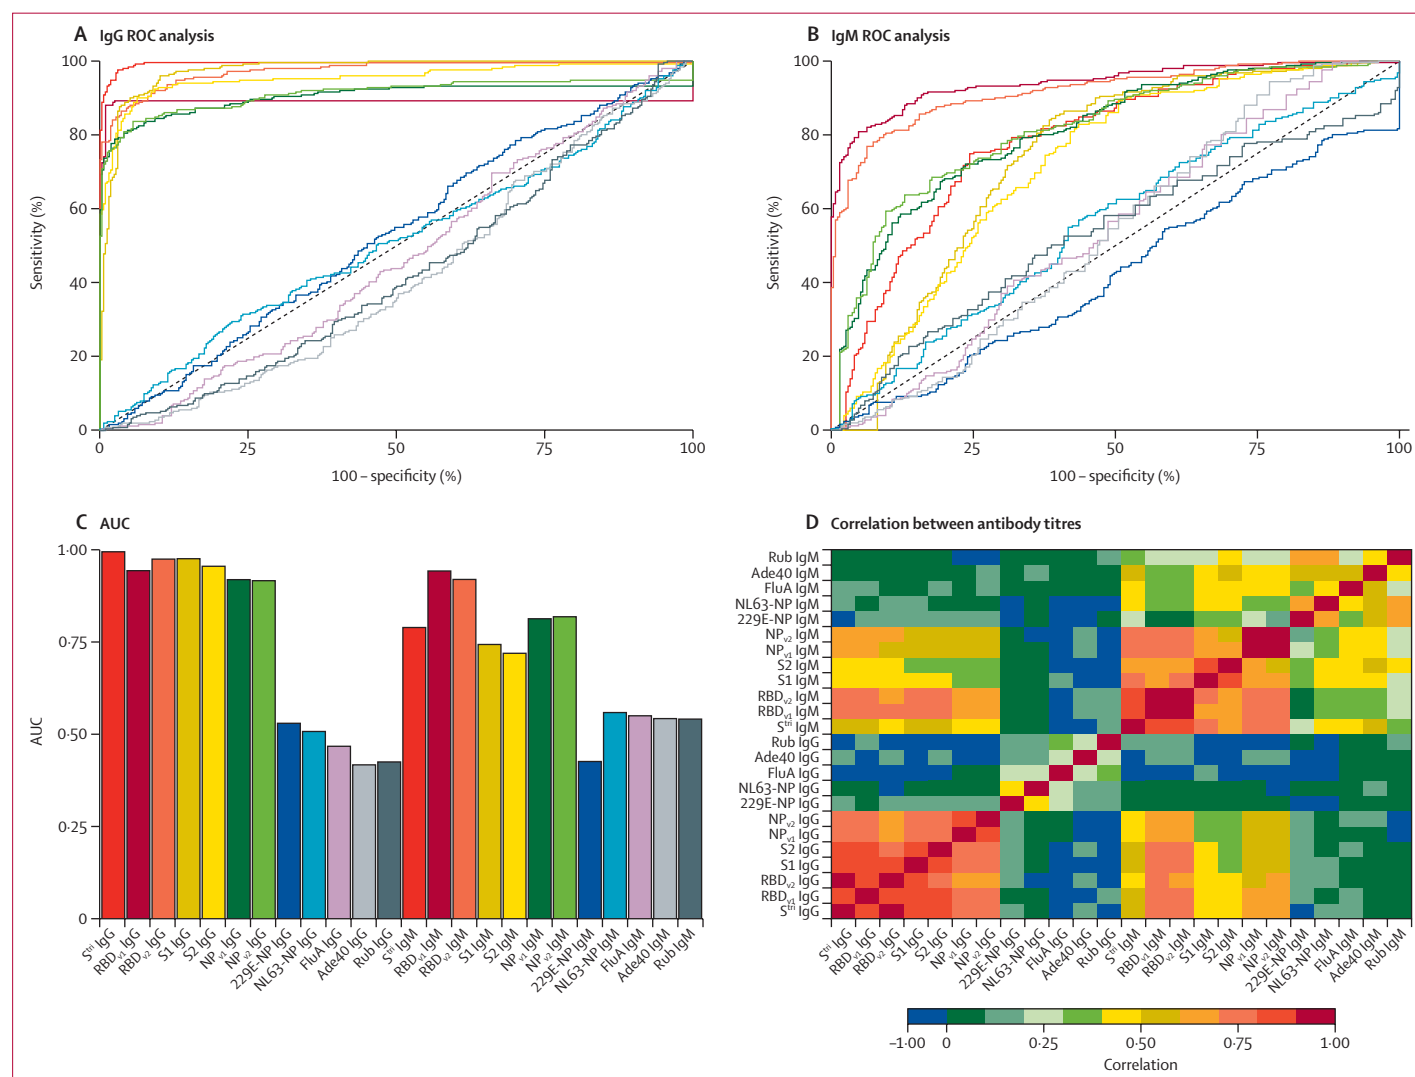 A IgG ROC analysis
100
80
60
40
20
0
Sensitivity (%)
0 25 50 75 100
100 – specificity (%)
B IgM ROC analysis
100
80
60
40
20
0
Sensitivity (%)
0 25 50 75 100
100 – specificity (%)
C AUC
1·00
0·75
0·50
0·25
0
AUC
Stri IgG
RBDv1 IgG
RBDv2 IgG
S1 IgG
S2 IgG
NPv1 IgG
NPv2 IgG
229E-NP IgG
NL63-NP IgG
FluA IgG
Ade40 IgG
Rub IgG
Stri IgM
RBDv1 IgM
RBDv2 IgM
S1 IgM
S2 IgM
NPv1 IgM
NPv2 IgM
229E-NP IgM
NL63-NP IgM
FluA IgM
Ade40 IgM
Rub IgM
D Correlation between antibody titres
Rub IgM
Ade40 IgM
FluA IgM
NL63-NP IgM
229E-NP IgM
NPv2 IgM
NPv1 IgM
S2 IgM
S1 IgM
RBDv2 IgM
RBDv1 IgM
Stri IgM
Rub IgG
Ade40 IgG
FluA IgG
NL63-NP IgG
229E-NP IgG
NPv2 IgG
NPv1 IgG
S2 IgG
S1 IgG
RBDv2 IgG
RBDv1 IgG
Stri IgG
Stri IgG
RBDv1 IgG
RBDv2 IgG
S1 IgG
S2 IgG
NPv1 IgG
NPv2 IgG
229E-NP IgG
NL63-NP IgG
FluA IgG
Ade40 IgG
Rub IgG
Stri IgM
RBDv1 IgM
RBDv2 IgM
S1 IgM
S2 IgM
NPv1 IgM
NPv2 IgM
229E-NP IgM
NL63-NP IgM
FluA IgM
Ade40 IgM
Rub IgM
–1·00 0 0·25 0·50 0·75 1·00
Correlation